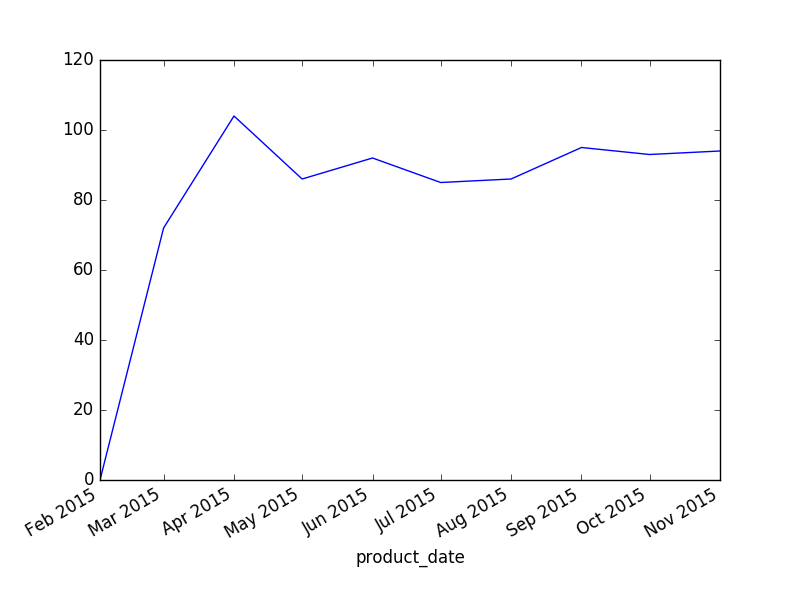 120
100
80
60
40
20
0
Feb 2015
Mar 2015
Apr 2015
May 2015
Jun 2015
Jul 2015
Aug 2015
Sep 2015
Oct 2015
Nov 2015
product_date